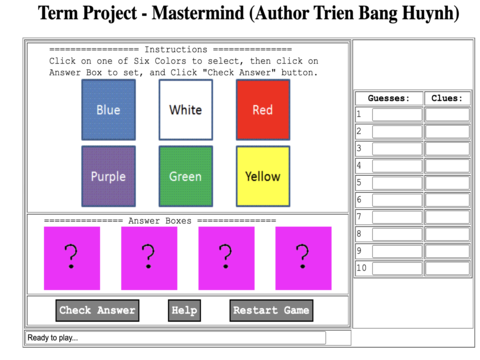 Term Project - Mastermind (Author Trien Bang Huynh)
================= Instructions ===============
Click on one of Six Colors to select, then click on
Answer Box to set, and Click "Check Answer" button.
Blue White Red
Purple Green Yellow
=============== Answer Boxes ===============
? ? ? ?
Check Answer Help Restart Game
Ready to play...
Guesses: Clues:
1
2
3
4
5
6
7
8
9
10